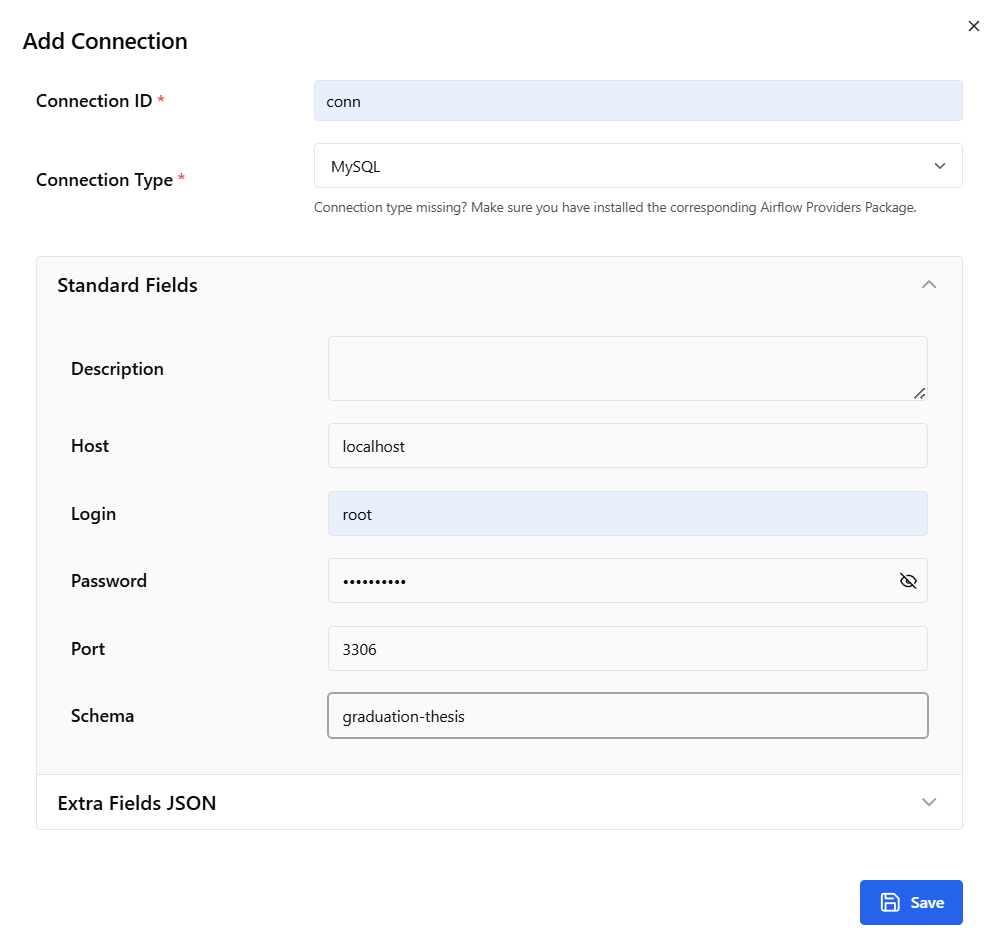 Add Connection
Connection ID *
conn
Connection Type *
MySQL
Connection type missing? Make sure you have installed the corresponding Airflow Providers Package.
Standard Fields
Description
Host
localhost
Login
root
Password
••••••••••
Port
3306
Schema
graduation-thesis
Extra Fields JSON
Save